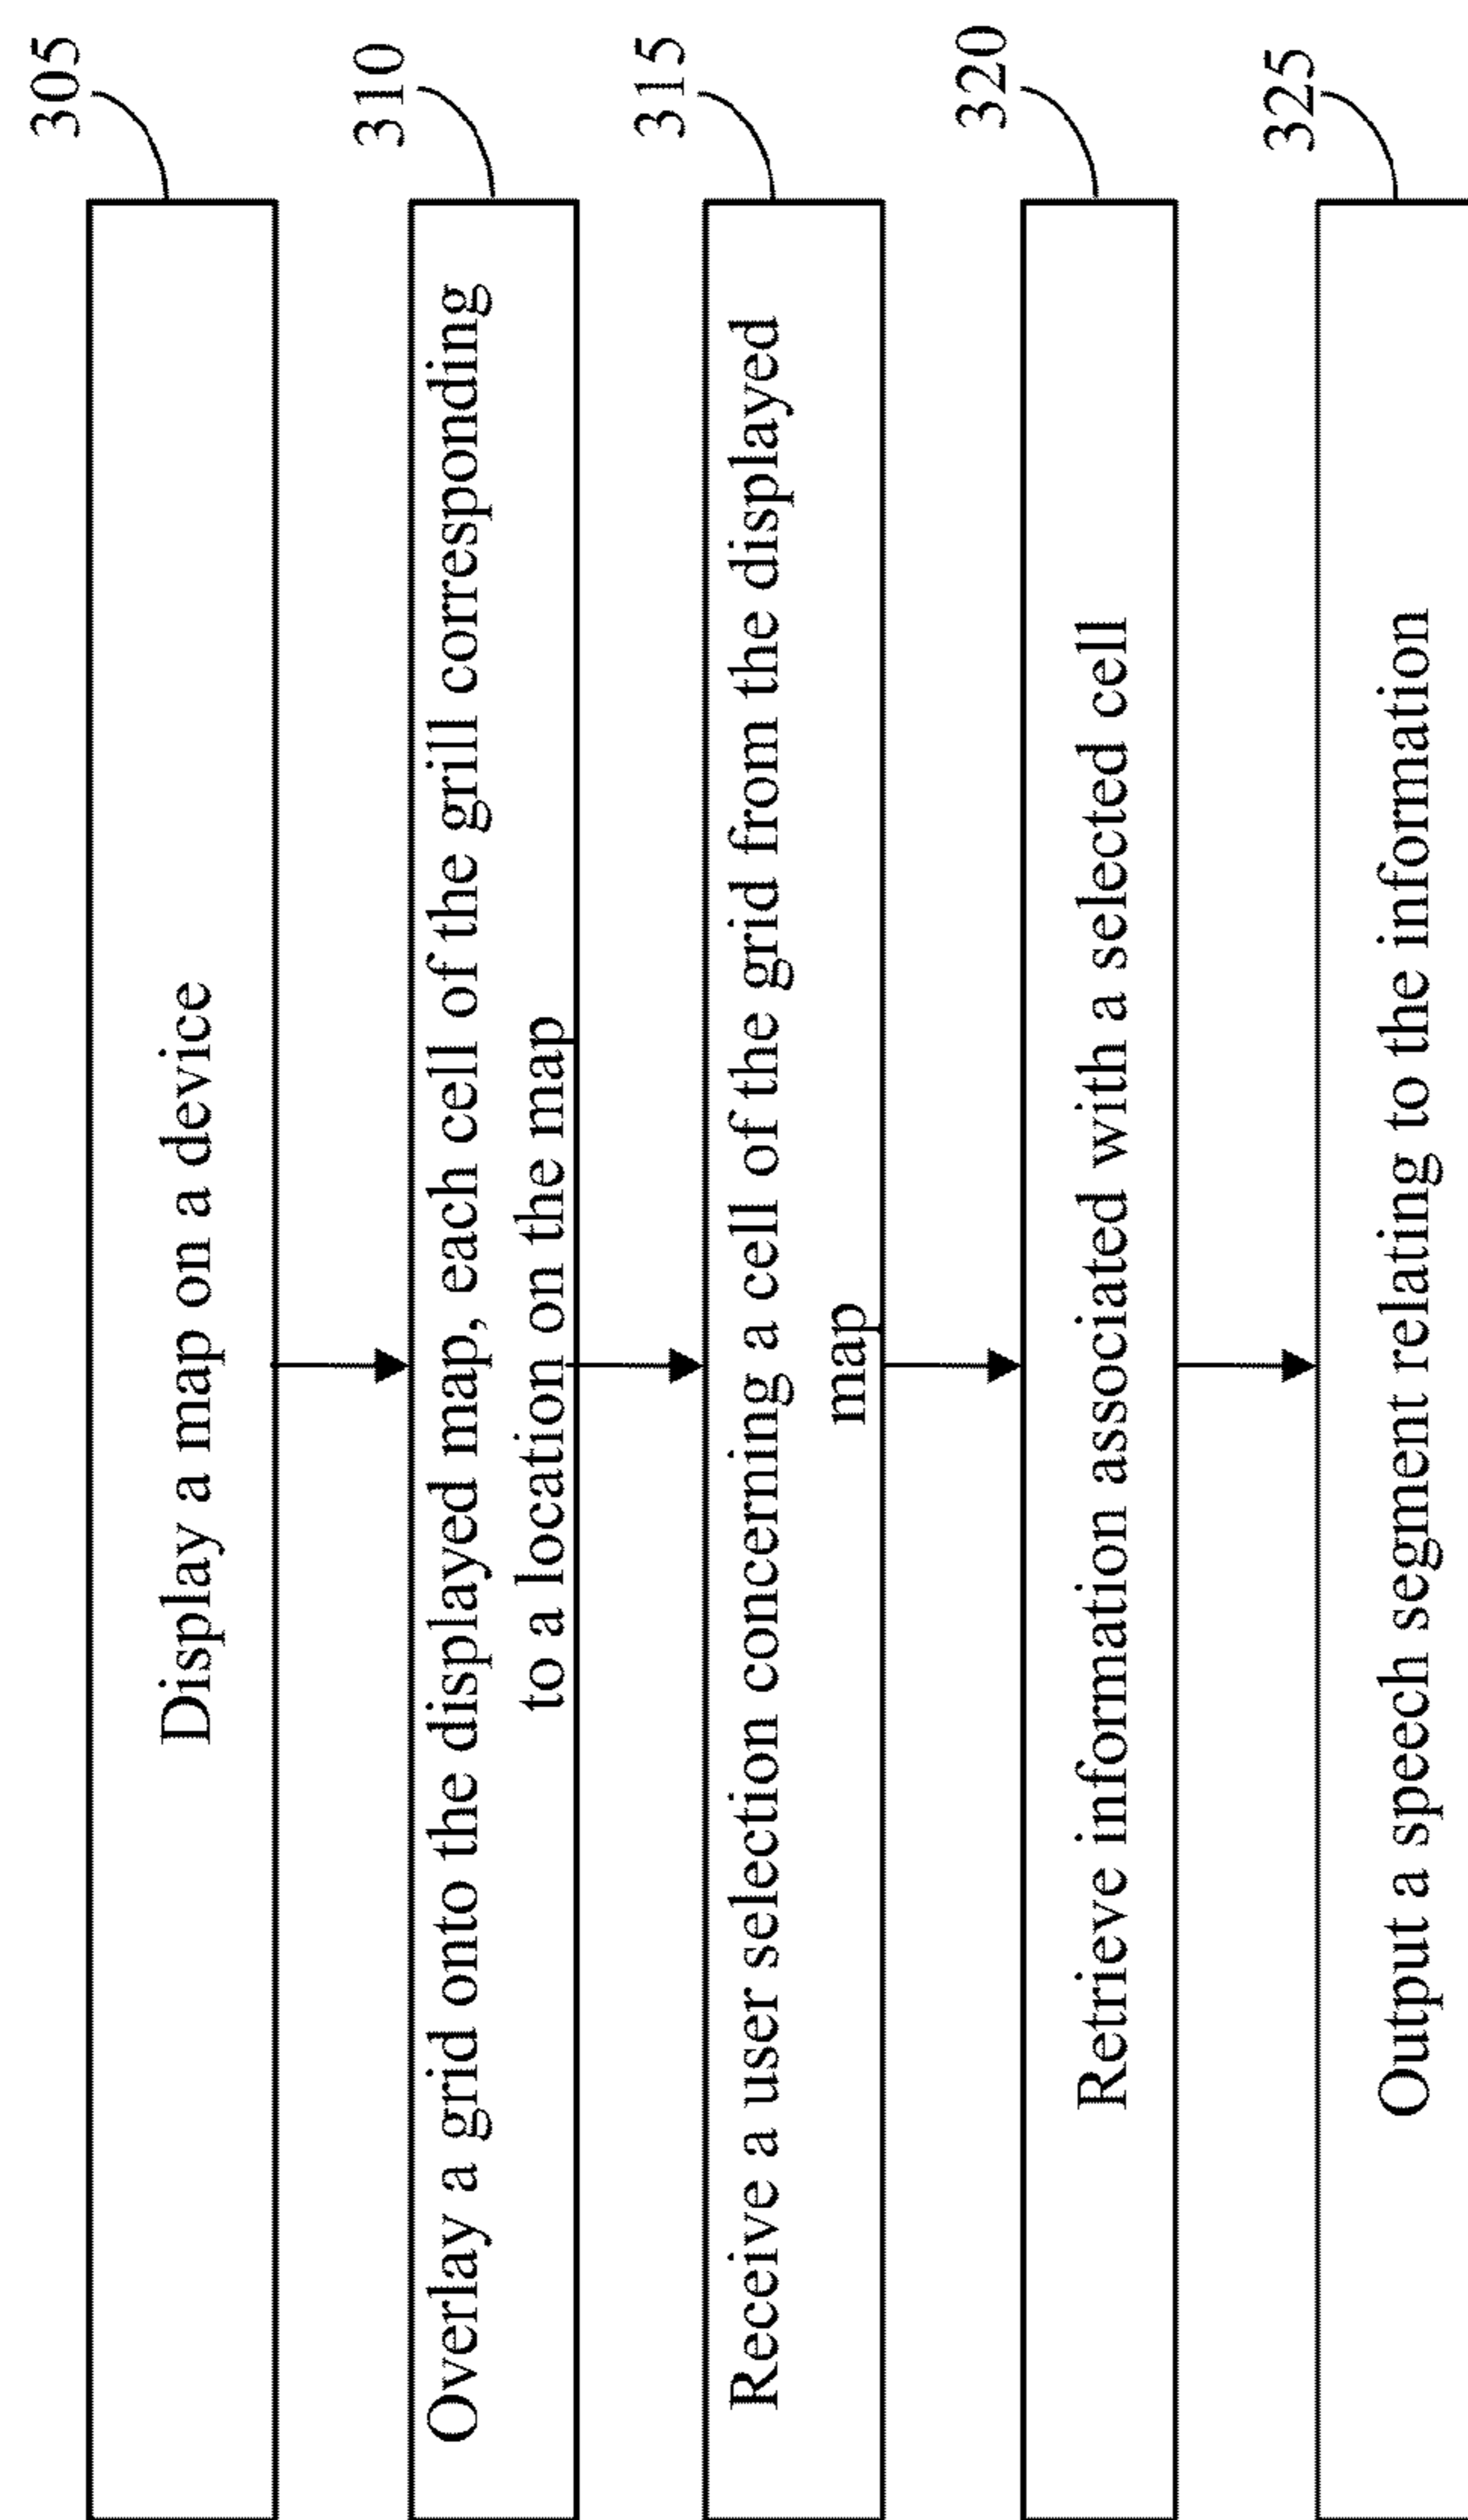 305
Display a map on a device
310
Overlay a grid onto the displayed map, each cell of the grill corresponding
to a location on the map
315
Receive a user selection concerning a cell of the grid from the displayed
map
320
Retrieve information associated with a selected cell
325
Output a speech segment relating to the information